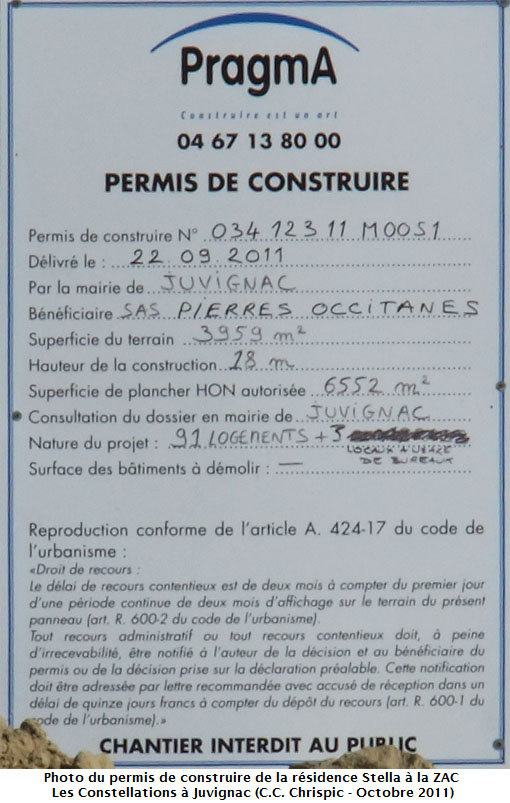 PragmA
Construire est un art
04 67 13 80 00
PERMIS DE CONSTRUIRE
Permis de construire N° 034 123 11 M0051
Délivré le : 22.09.2011
Par la mairie de JUVIGNAC
Bénéficiaire SAS PIERRES OCCITANES
Superficie du terrain 3959 m²
Hauteur de la construction 18 m
Superficie de plancher HON autorisée 6552 m²
Consultation du dossier en mairie de JUVIGNAC
Nature du projet : 91 LOGEMENTS + 3
LOCAUX A USAGE
DE BUREAUX
Surface des bâtiments à démolir : —
Reproduction conforme de l'article A. 424-17 du code de
l'urbanisme :
«Droit de recours :
Le délai de recours contentieux est de deux mois à compter du premier jour
d'une période continue de deux mois d'affichage sur le terrain du présent
panneau (art. R. 600-2 du code de l'urbanisme).
Tout recours administratif ou tout recours contentieux doit, à peine
d'irrecevabilité, être notifié à l'auteur de la décision et au bénéficiaire du
permis ou de la décision prise sur la déclaration préalable. Cette notification
doit être adressée par lettre recommandée avec accusé de réception dans un
délai de quinze jours francs à compter du dépôt du recours (art. R. 600-1 du
code de l'urbanisme).»
CHANTIER INTERDIT AU PUBLIC
Photo du permis de construire de la résidence Stella à la ZAC
Les Constellations à Juvignac (C.C. Chrispic - Octobre 2011)